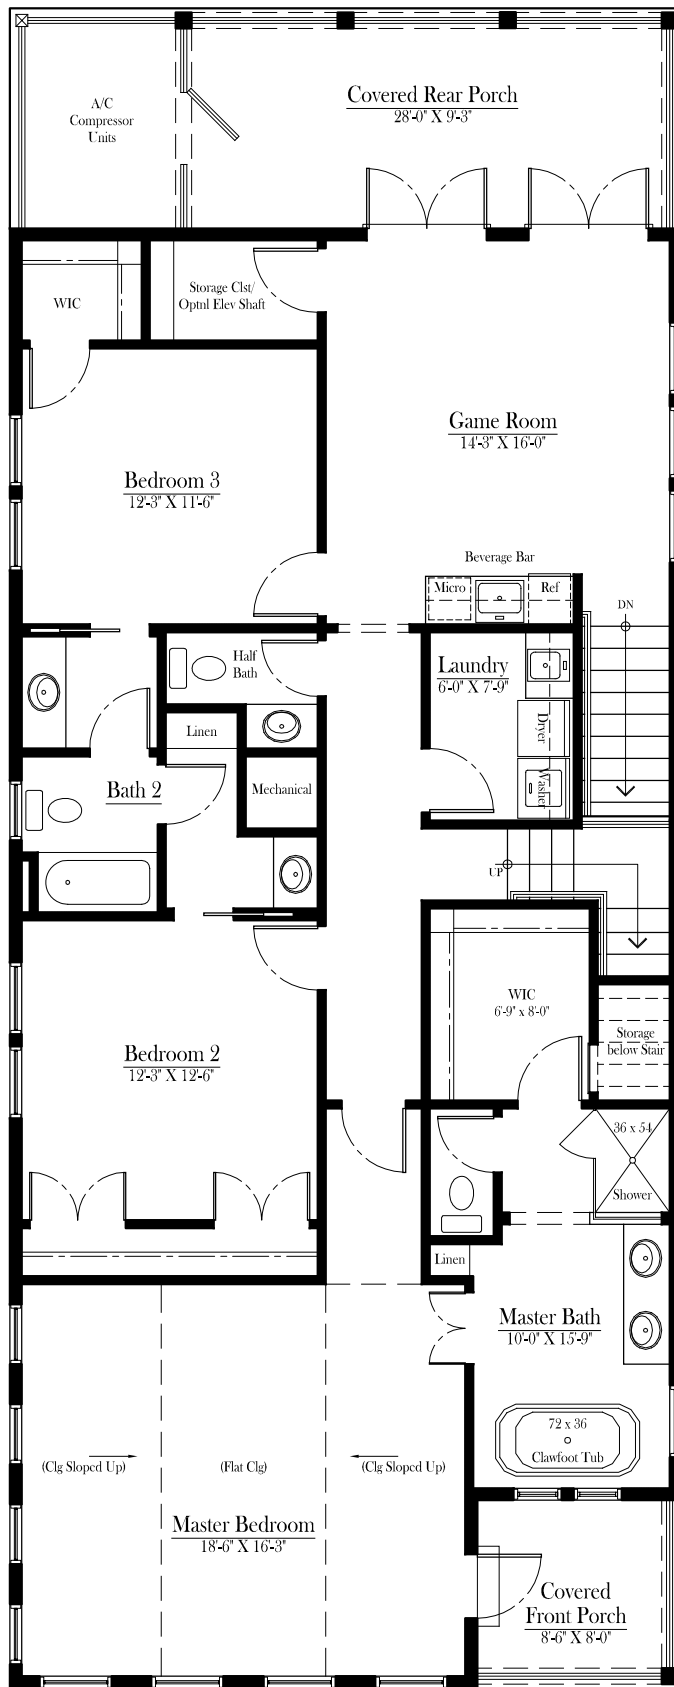 Covered Rear Porch
28'-0" X 9'-3"
A/C
Compressor
Units
WIC
Storage Clst/
Optnl Elev Shaft
Game Room
14'-3" X 16'-0"
Bedroom 3
12'-3" X 11'-6"
Beverage Bar
Micro
Ref
DN
Half
Bath
Laundry
6'-0" X 7'-9"
Linen
Dryer
Bath 2
Mechanical
Washer
UP
WIC
6'-9" x 8'-0"
Storage
below Stair
Bedroom 2
12'-3" X 12'-6"
36 x 54
Shower
Linen
Master Bath
10'-0" X 15'-9"
72 x 36
Clawfoot Tub
(Clg Sloped Up)
(Flat Clg)
(Clg Sloped Up)
Master Bedroom
18'-6" X 16'-3"
Covered
Front Porch
8'-6" X 8'-0"